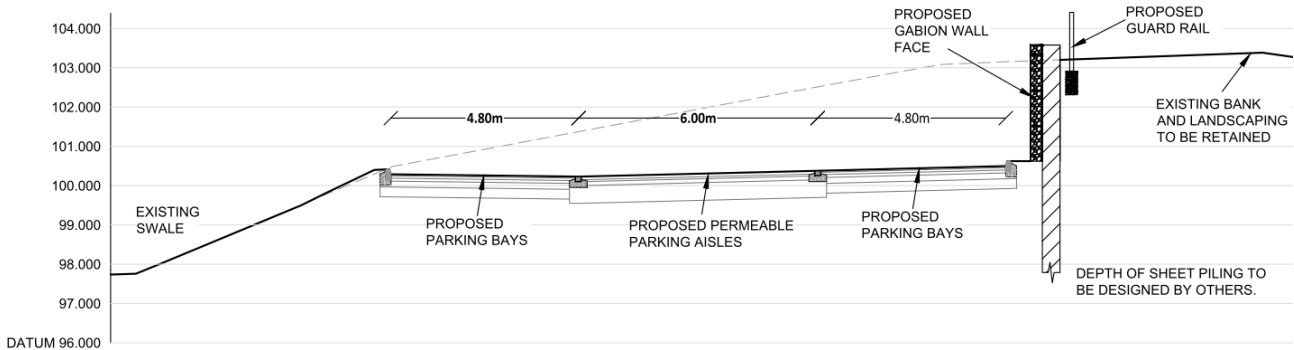 104.000
103.000
102.000
101.000
100.000
99.000
98.000
97.000
DATUM 96.000
PROPOSED
GABION WALL
FACE
PROPOSED
GUARD RAIL
4.80m
6.00m
4.80m
EXISTING BANK
AND LANDSCAPING
TO BE RETAINED
EXISTING
SWALE
PROPOSED
PARKING BAYS
PROPOSED PERMEABLE
PARKING AISLES
PROPOSED
PARKING BAYS
DEPTH OF SHEET PILING TO
BE DESIGNED BY OTHERS.